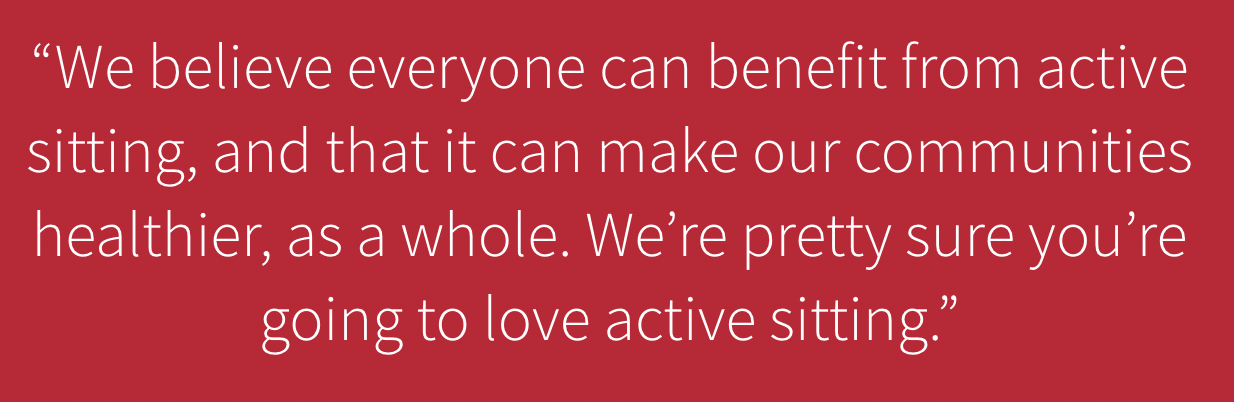 “We believe everyone can benefit from active
sitting, and that it can make our communities
healthier, as a whole. We’re pretty sure you’re
going to love active sitting.”